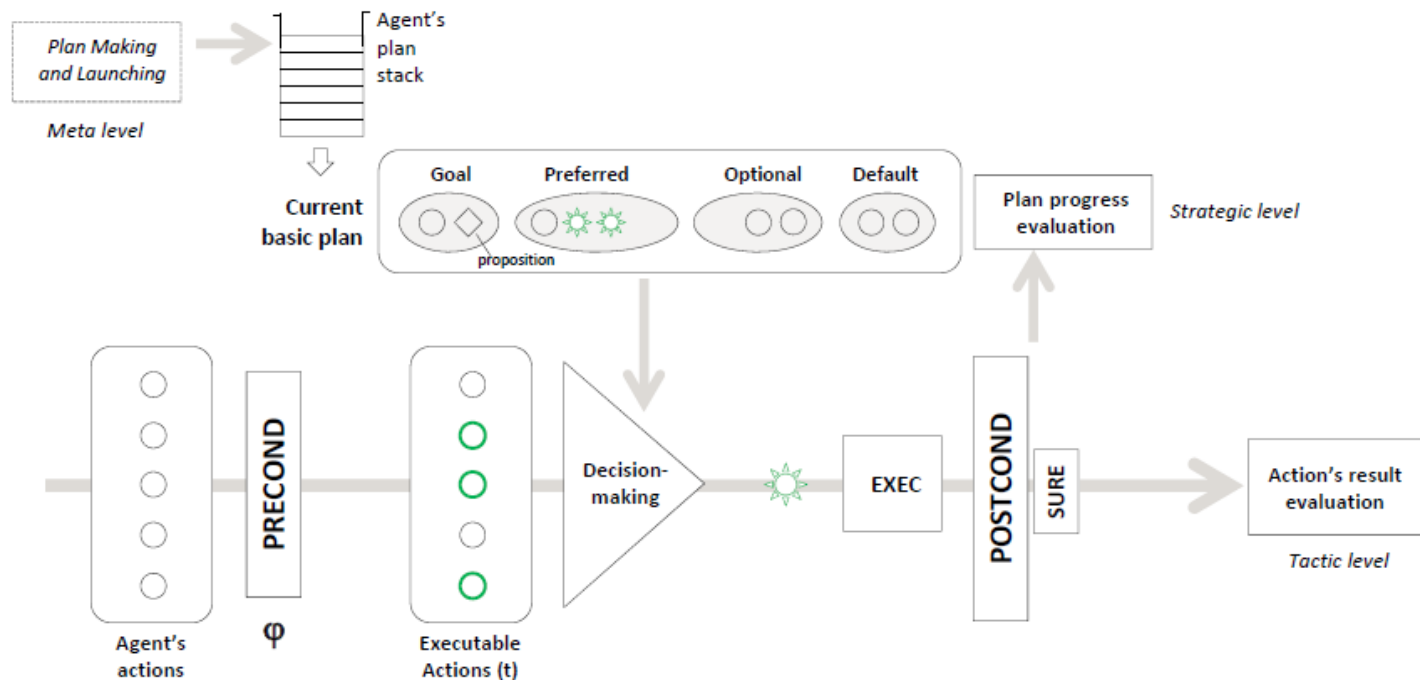 Plan Making
and Launching
Meta level
Agent's
plan
stack
Current
basic plan
Goal
Preferred
Optional
Default
proposition
Plan progress
evaluation
Strategic level
Agent's
actions
PRECOND
φ
Executable
Actions (t)
Decision-
making
EXEC
POSTCOND
SURE
Action's result
evaluation
Tactic level